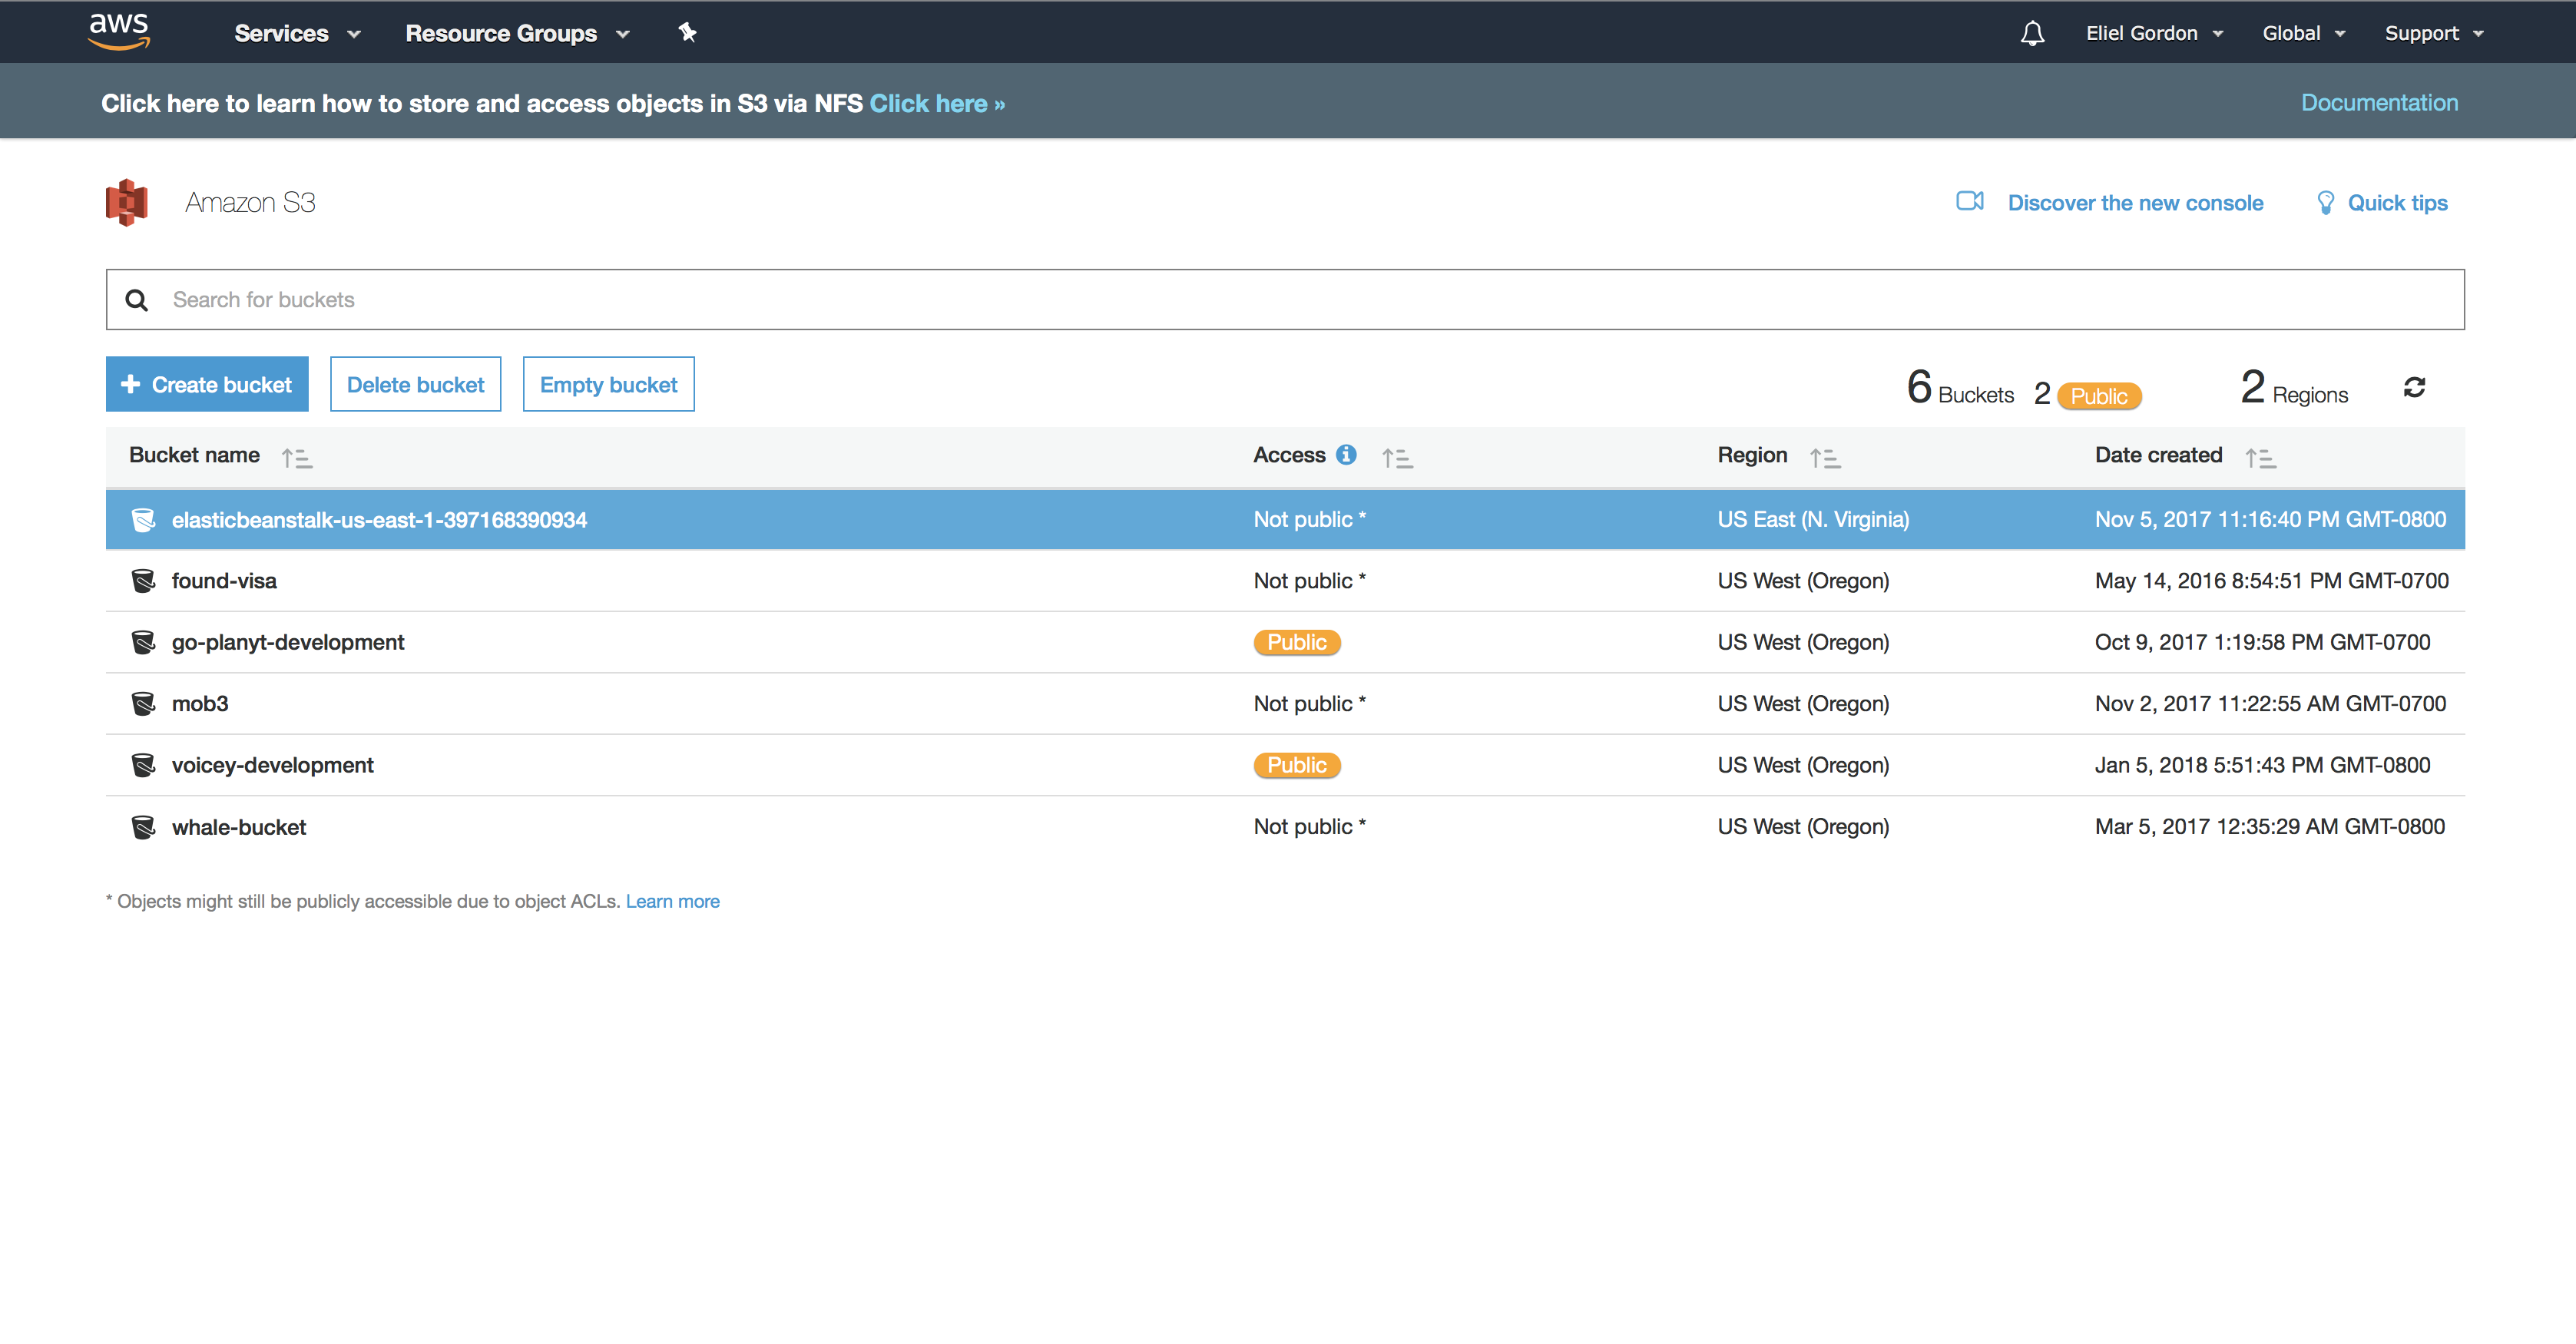 aws Services Resource Groups Eliel Gordon Global Support
Click here to learn how to store and access objects in S3 via NFS Click here » Documentation
Amazon S3 Discover the new console Quick tips
Search for buckets
+ Create bucket Delete bucket Empty bucket 6 Buckets 2 Public 2 Regions
Bucket name Access Region Date created
elasticbeanstalk-us-east-1-397168390934 Not public * US East (N. Virginia) Nov 5, 2017 11:16:40 PM GMT-0800
found-visa Not public * US West (Oregon) May 14, 2016 8:54:51 PM GMT-0700
go-planyt-development Public US West (Oregon) Oct 9, 2017 1:19:58 PM GMT-0700
mob3 Not public * US West (Oregon) Nov 2, 2017 11:22:55 AM GMT-0700
voicey-development Public US West (Oregon) Jan 5, 2018 5:51:43 PM GMT-0800
whale-bucket Not public * US West (Oregon) Mar 5, 2017 12:35:29 AM GMT-0800
* Objects might still be publicly accessible due to object ACLs. Learn more